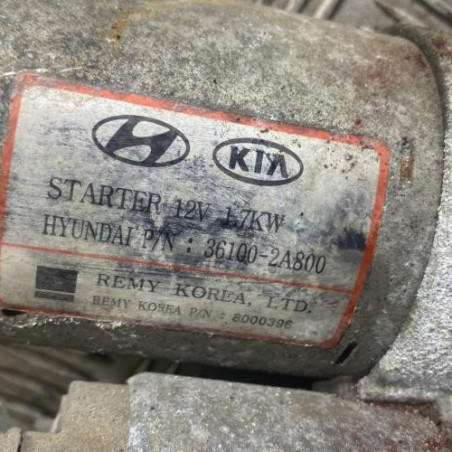 KIA
STARTER 12V 1.7KW
HYUNDAI P/N : 36100-2A800
REMY KOREA, LTD.
REMY KOREA P/N : 8000396